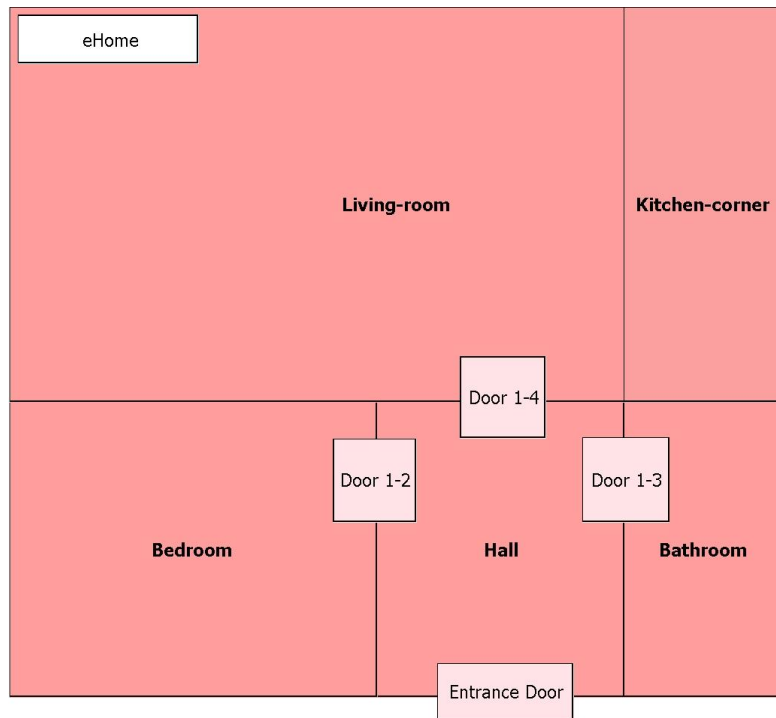 eHome
Living-room
Kitchen-corner
Door 1-4
Door 1-2
Door 1-3
Bedroom
Hall
Bathroom
Entrance Door